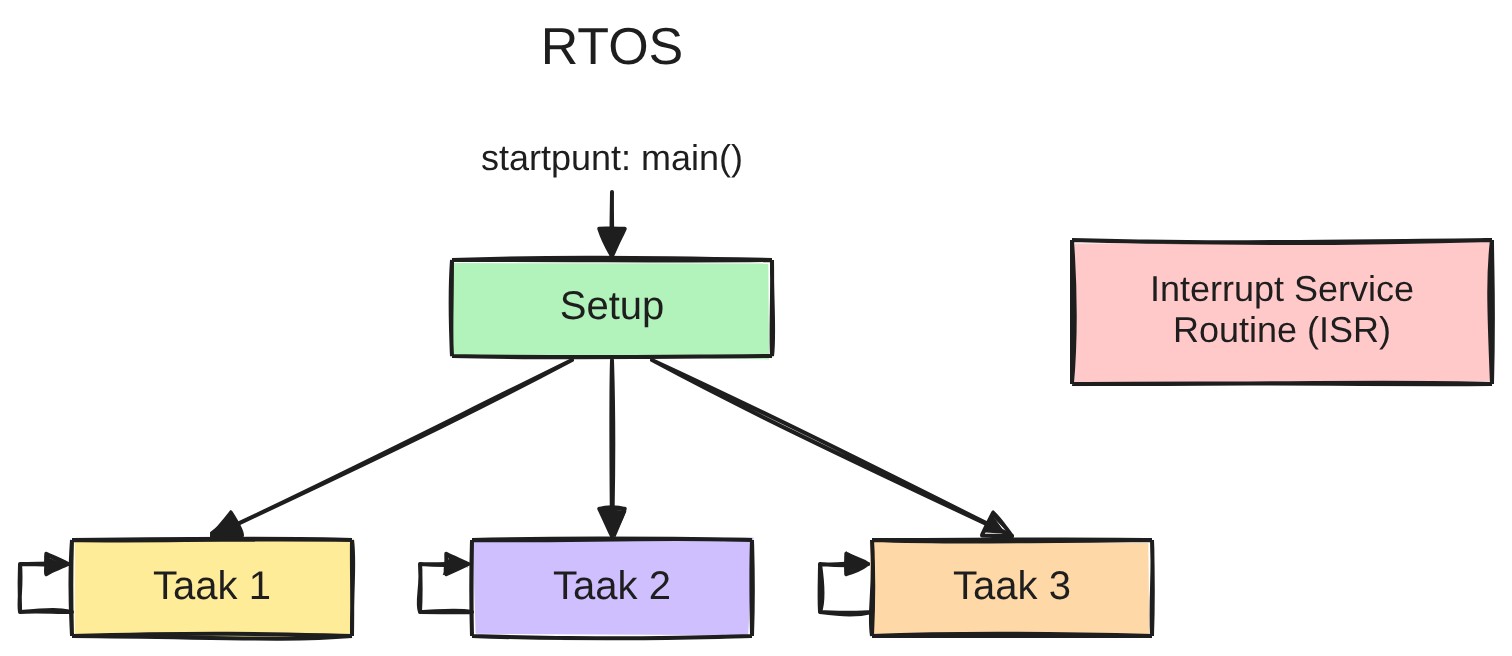 RTOS
startpunt: main()
Setup
Interrupt Service
Routine (ISR)
Taak 1
Taak 2
Taak 3